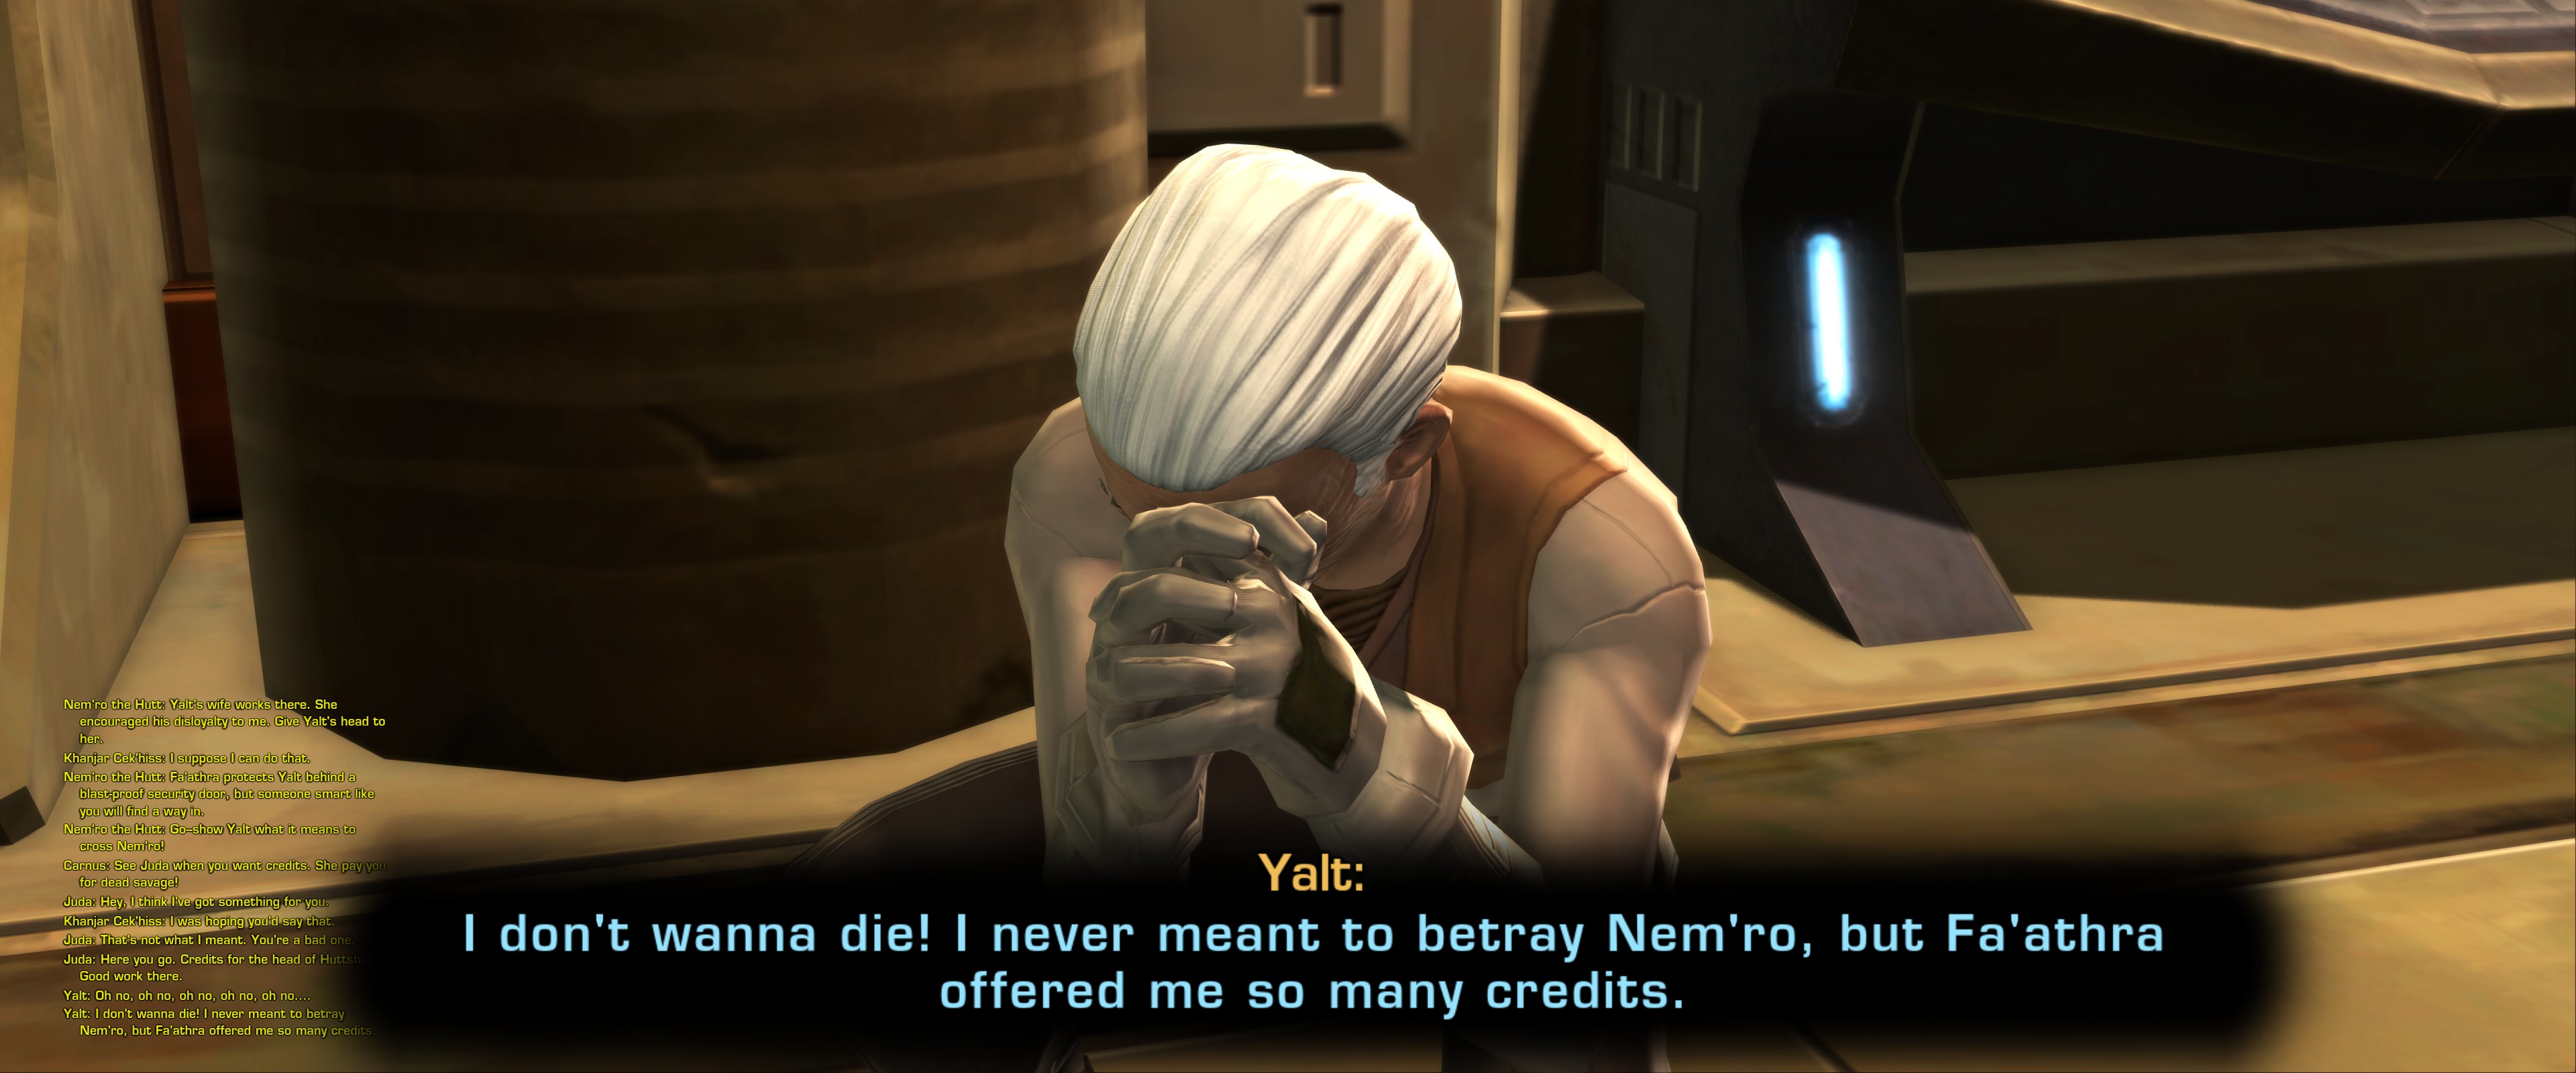 Nem'ro the Hutt: Yalt's wife works there. She
encouraged his disloyalty to me. Give Yalt's head to
her.
Khanjar Cek'hiss: I suppose I can do that.
Nem'ro the Hutt: Fa'athra protects Yalt behind a
blast-proof security door, but someone smart like
you will find a way in.
Nem'ro the Hutt: Go–show Yalt what it means to
cross Nem'ro!
Carnus: See Juda when you want credits. She pay you
for dead savage!
Juda: Hey, I think I've got something for you.
Khanjar Cek'hiss: I was hoping you'd say that.
Juda: That's not what I meant. You're a bad one.
Juda: Here you go. Credits for the head of
Good work there.
Yalt: Oh no, oh no, oh no, oh no, oh no....
Yalt: I don't wanna die! I never meant to betray
Nem'ro, but Fa'athra offered me so many credits.
Yalt:
I don't wanna die! I never meant to betray Nem'ro, but Fa'athra
offered me so many credits.